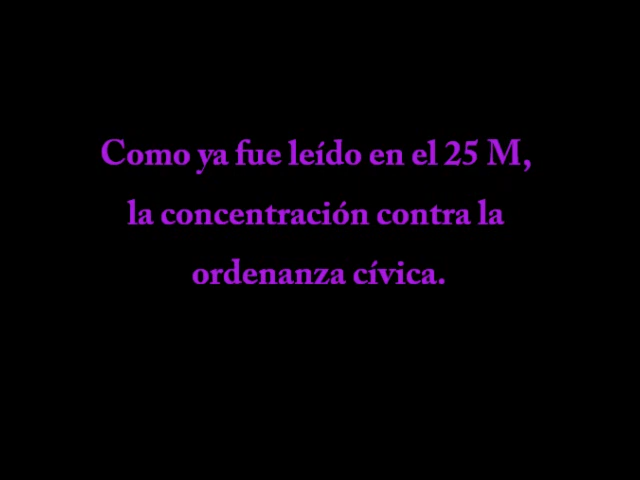 Como ya fue leído en el 25 M,
la concentración contra la
ordenanza cívica.